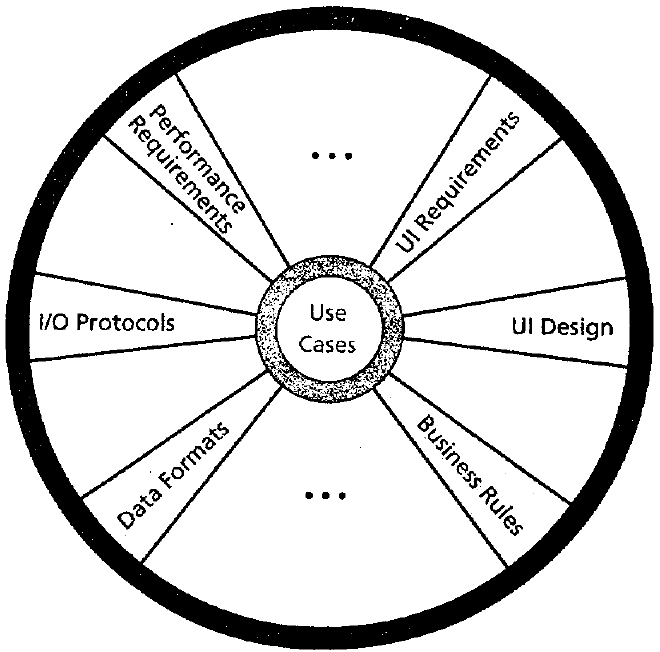 Performance
Requirements
...
UI Requirements
I/O Protocols
Use
Cases
UI Design
Data Formats
...
Business Rules